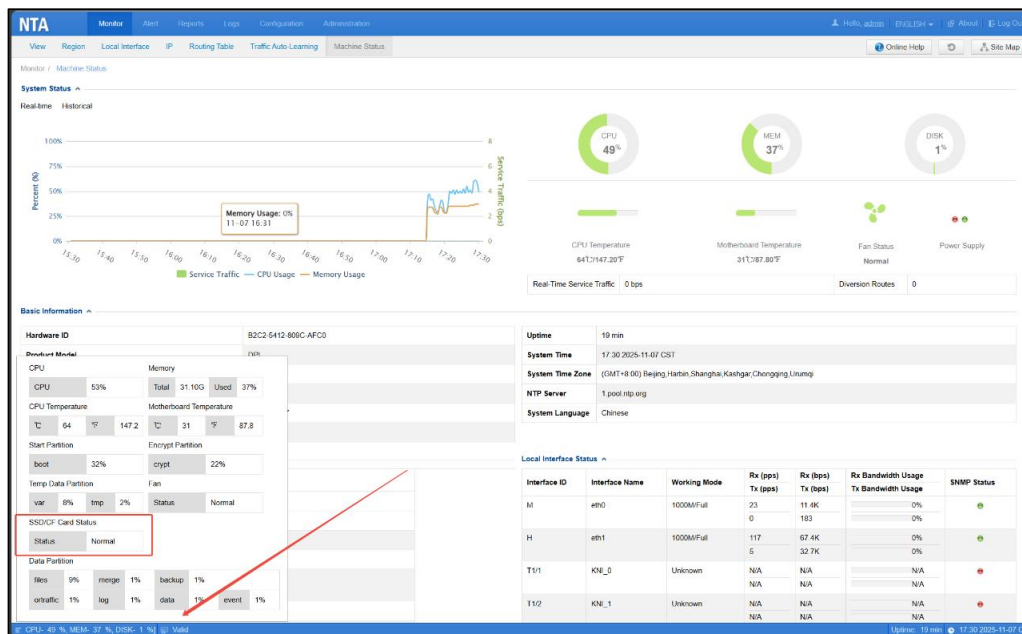 NTA Monitor Alert Reports Logs Configuration Administration Hello, admin ENGLISH About Log Ou
View Region Local Interface IP Routing Table Traffic Auto-Learning Machine Status Online Help Site Map
Monitor / Machine Status
System Status
Real-time Historical
100%
75%
50%
25%
0%
Percent (%)
8
6
4
2
0
Service Traffic (bps)
Memory Usage: 0%
11-07 16:31
15:30 15:40 15:50 16:00 16:10 16:20 16:30 16:40 16:50 17:00 17:10 17:20 17:30
Service Traffic CPU Usage Memory Usage
CPU
49%
MEM
37%
DISK
1%
CPU Temperature Motherboard Temperature Fan Status Power Supply
64℃/147.20°F 31℃/87.80°F Normal
Real-Time Service Traffic 0 bps Diversion Routes 0
Basic Information
Hardware ID B2C2-5412-809C-AFC0
Product Model
Uptime 19 min
System Time 17:30 2025-11-07 CST
System Time Zone (GMT+8:00) Beijing,Harbin,Shanghai,Kashgar,Chongqing,Urumqi
NTP Server 1.pool.ntp.org
System Language Chinese
CPU Memory
CPU 53% Total 31.10G Used 37%
CPU Temperature Motherboard Temperature
℃ 64 ℉ 147.2 ℃ 31 ℉ 87.8
Start Partition Encrypt Partition
boot 32% crypt 22%
Temp Data Partition Fan
var 8% tmp 2% Status Normal
SSD/CF Card Status
Status Normal
Data Partition
files 9% merge 1% backup 1%
ortraffic 1% log 1% data 1% event 1%
Local Interface Status
Interface ID Interface Name Working Mode Rx (pps) Rx (bps) Rx Bandwidth Usage SNMP Status
Tx (pps) Tx (bps) Tx Bandwidth Usage
M eth0 1000M/Full 23 11.4K 0%
0 183 0%
H eth1 1000M/Full 117 67.4K 0%
5 32.7K 0%
T1/1 KNI_0 Unknown N/A N/A N/A
N/A N/A N/A
T1/2 KNI_1 Unknown N/A N/A N/A
N/A N/A N/A
CPU- 49 %, MEM- 37 %, DISK- 1 %] Valid Uptime: 19 min 17:30 2025-11-07 C